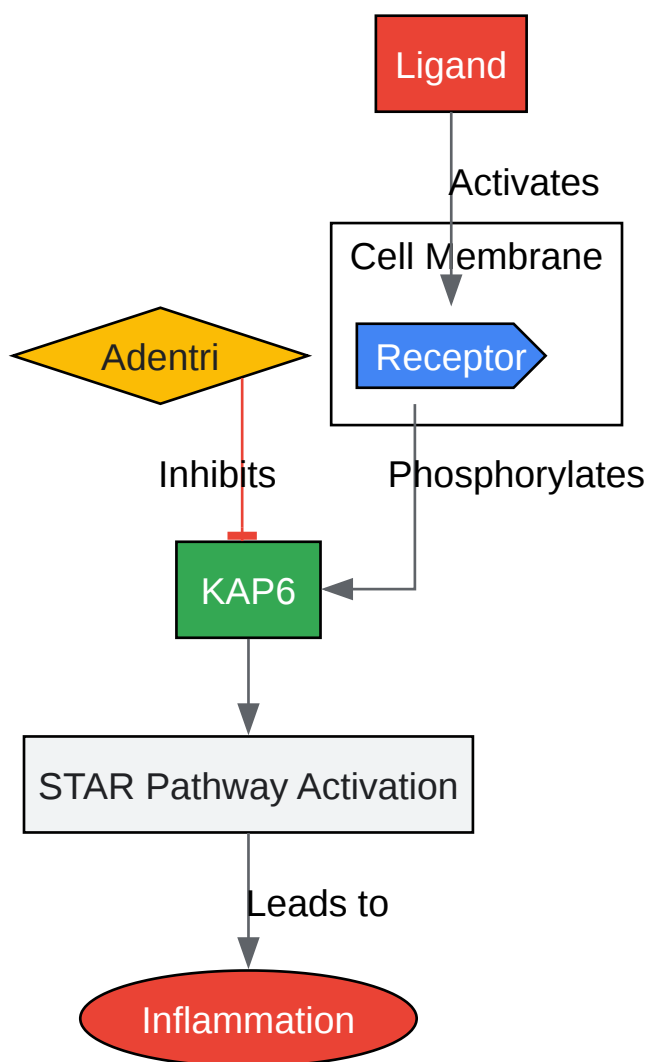 Ligand
Activates
Cell Membrane
Receptor
Adentri
Inhibits
Phosphorylates
KAP6
STAR Pathway Activation
Leads to
Inflammation